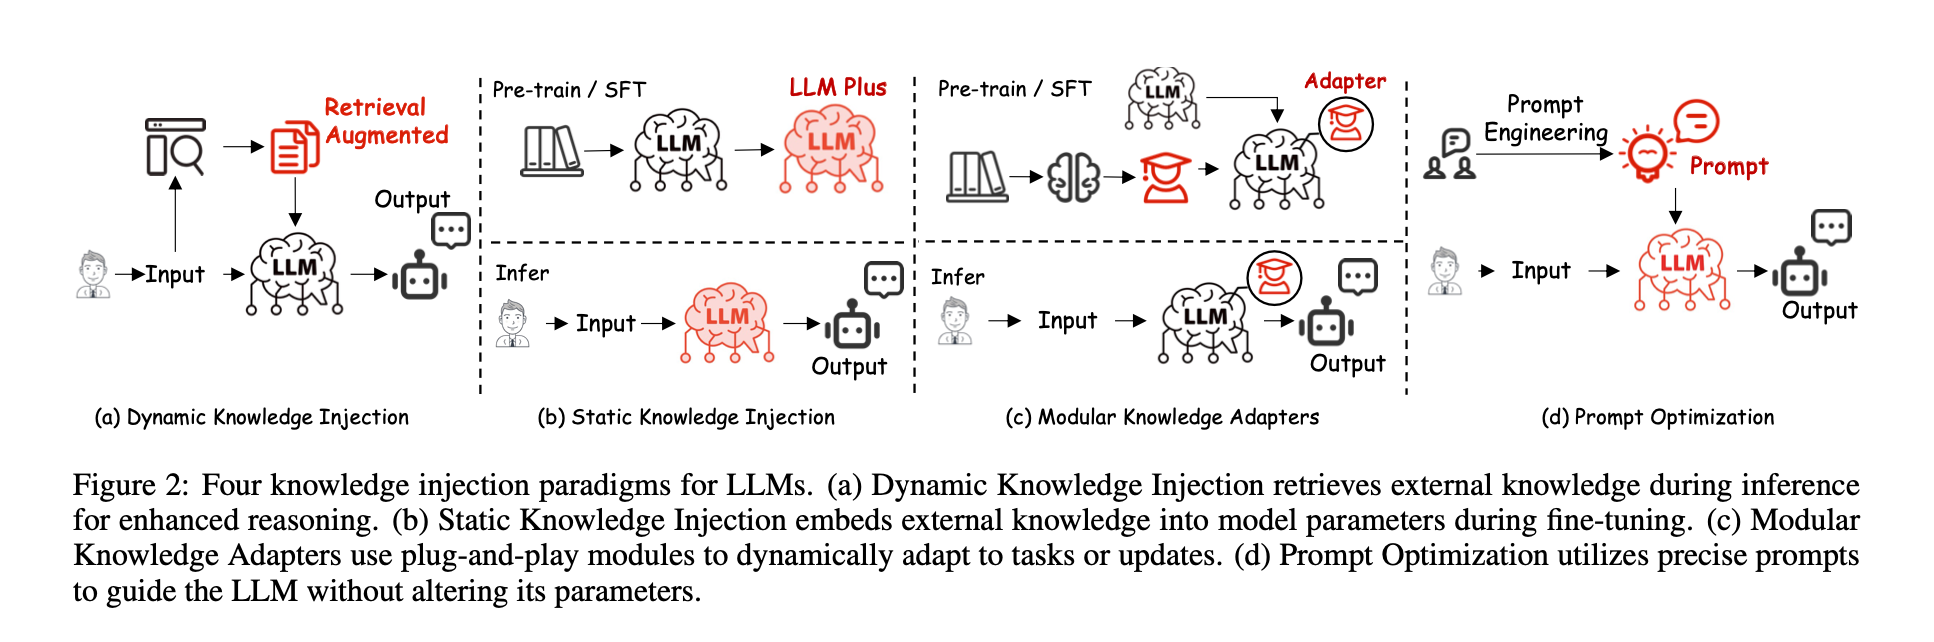 Retrieval
Augmented
Output
Input
LLM
(a) Dynamic Knowledge Injection
Pre-train / SFT
LLM Plus
LLM
LLM
Infer
Input
LLM
Output
(b) Static Knowledge Injection
Pre-train / SFT
LLM
Adapter
LLM
Infer
Input
LLM
Output
(c) Modular Knowledge Adapters
Prompt
Engineering
Prompt
Input
LLM
Output
(d) Prompt Optimization
Figure 2: Four knowledge injection paradigms for LLMs. (a) Dynamic Knowledge Injection retrieves external knowledge during inference
for enhanced reasoning. (b) Static Knowledge Injection embeds external knowledge into model parameters during fine-tuning. (c) Modular
Knowledge Adapters use plug-and-play modules to dynamically adapt to tasks or updates. (d) Prompt Optimization utilizes precise prompts
to guide the LLM without altering its parameters.